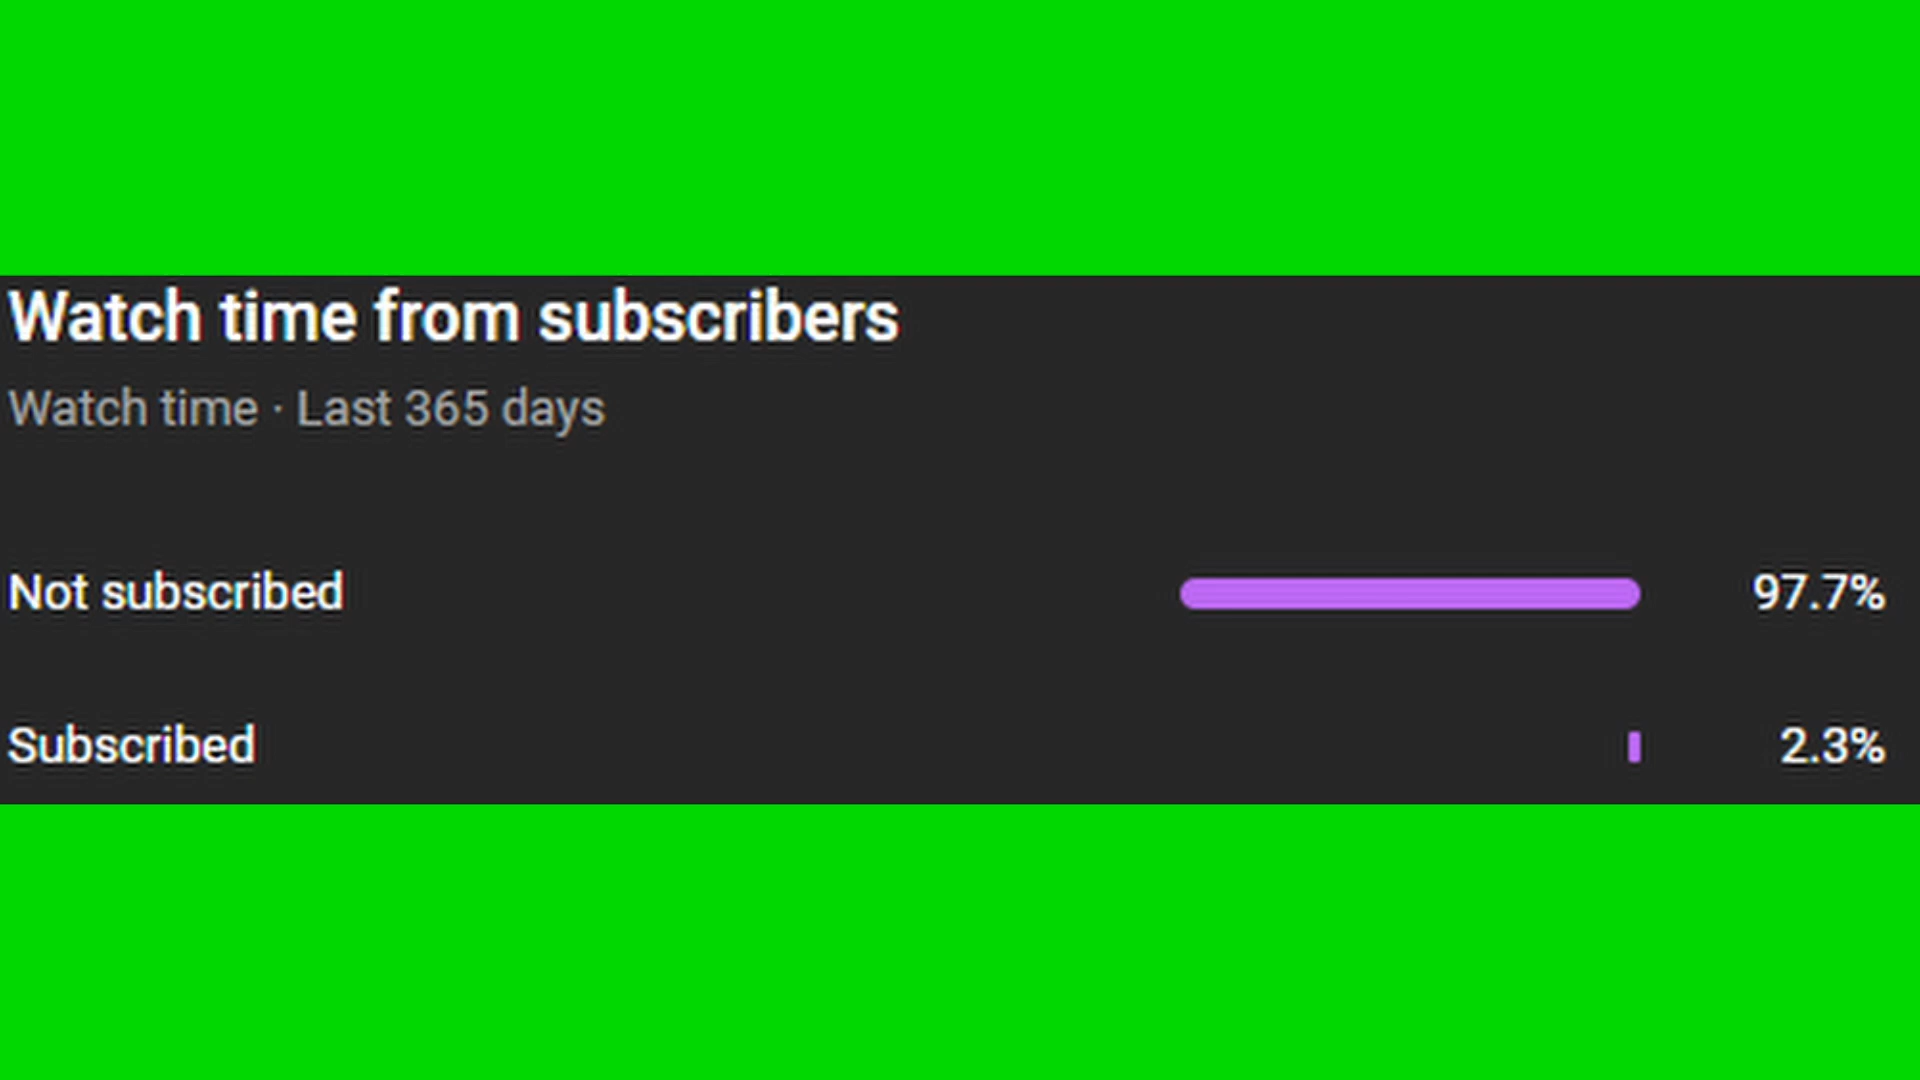 Watch time from subscribers
Watch time · Last 365 days
Not subscribed 97.7%
Subscribed 2.3%